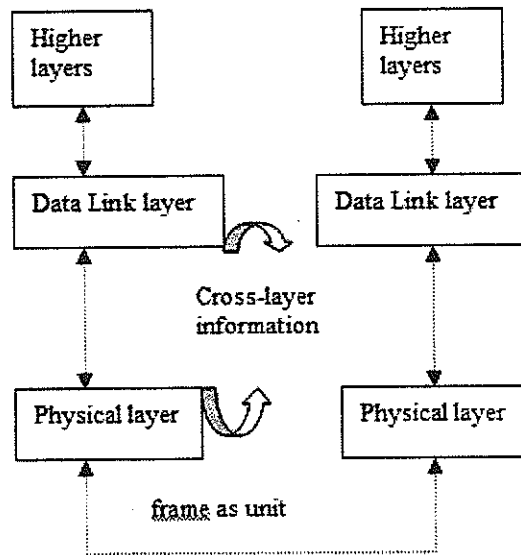 Higher
layers
Higher
layers
Data Link layer
Data Link layer
Cross-layer
information
Physical layer
Physical layer
frame as unit